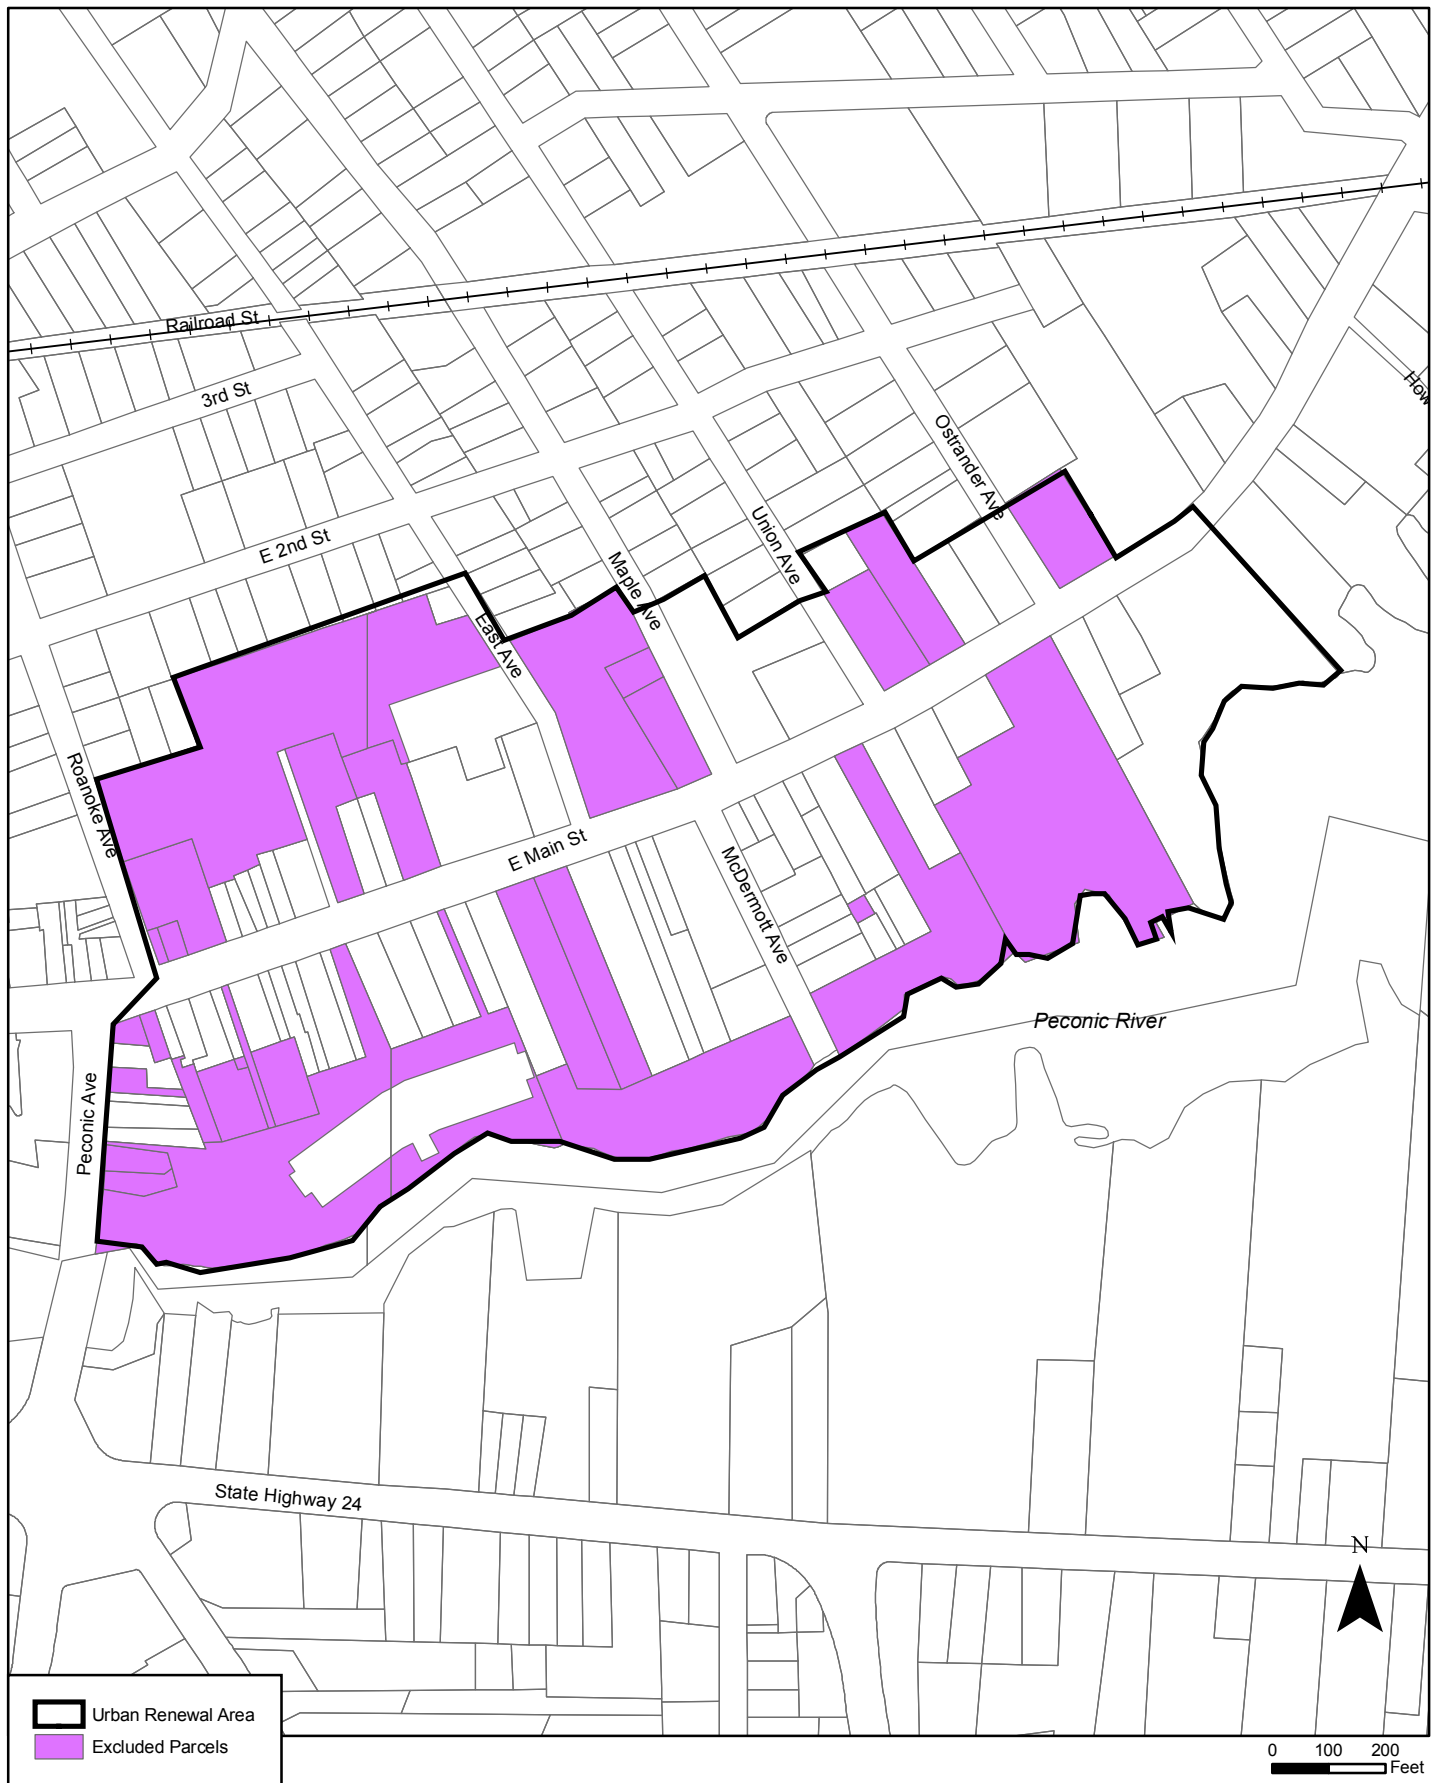 Railroad St
3rd St
How
Ostrander Ave
E 2nd St
Union Ave
Maple Ave
East Ave
Roanoke Ave
E Main St
McDermott Ave
Peconic River
Peconic Ave
State Highway 24
N
Urban Renewal Area
Excluded Parcels
0 100 200
Feet